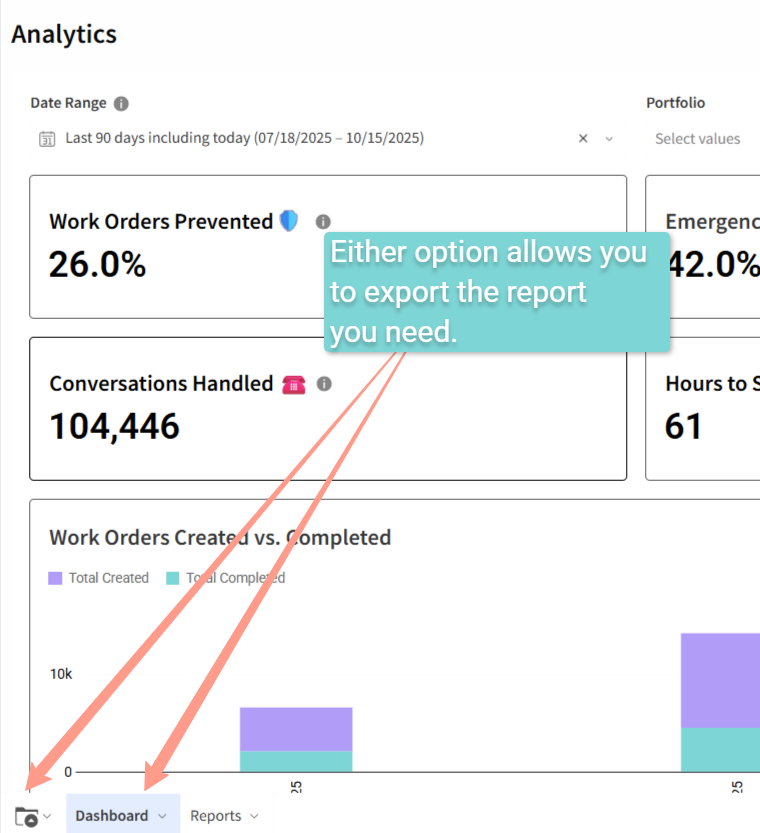 Analytics
Date Range
Portfolio
31 Last 90 days including today (07/18/2025 – 10/15/2025)
Select values
Work Orders Prevented
26.0%
42.0%
Either option allows you
to export the report
you need.
Conversations Handled
104,446
Hours to S
61
Work Orders Created vs. Completed
Total Created Total Completed
10k
0
25
25
Dashboard Reports